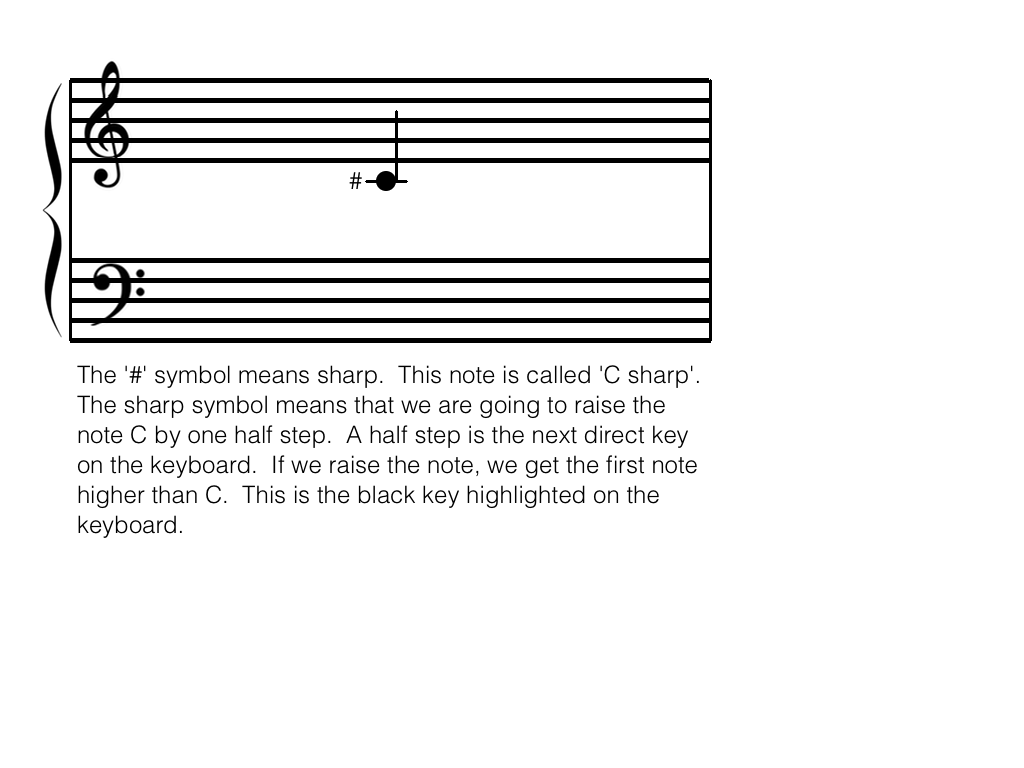 #
The '#' symbol means sharp.  This note is called 'C sharp'.
The sharp symbol means that we are going to raise the
note C by one half step.  A half step is the next direct key
on the keyboard.  If we raise the note, we get the first note
higher than C.  This is the black key highlighted on the
keyboard.